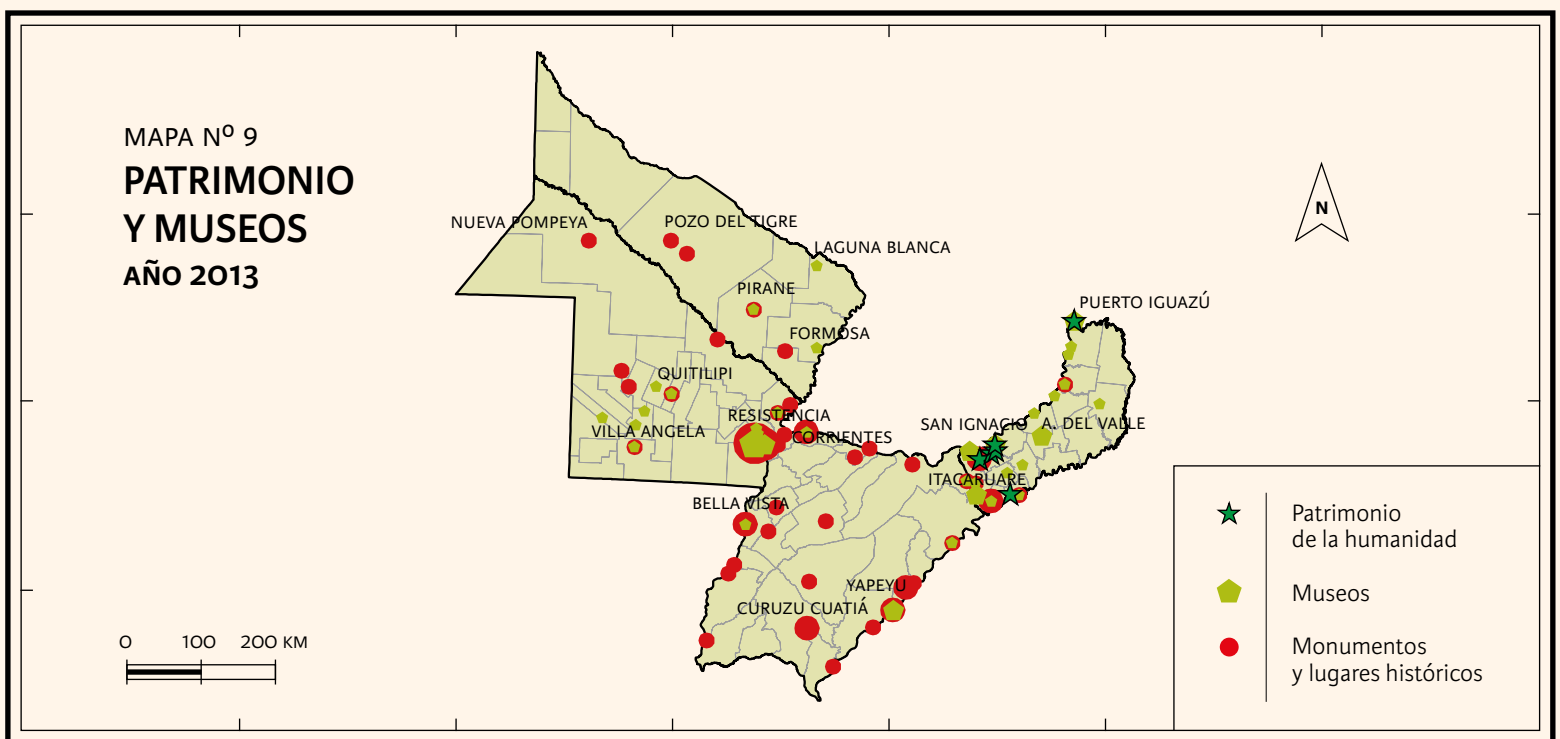 MAPA Nº 9
PATRIMONIO
Y MUSEOS
AÑO 2013
N
NUEVA POMPEYA
POZO DEL TIGRE
LAGUNA BLANCA
PIRANE
PUERTO IGUAZÚ
FORMOSA
QUITILIPI
RESISTENCIA
SAN IGNACIO
A. DEL VALLE
VILLA ANGELA
CORRIENTES
ITACARUARE
BELLA VISTA
YAPEYU
CURUZU CUATIÁ
0 100 200 KM
Patrimonio
de la humanidad
Museos
Monumentos
y lugares históricos